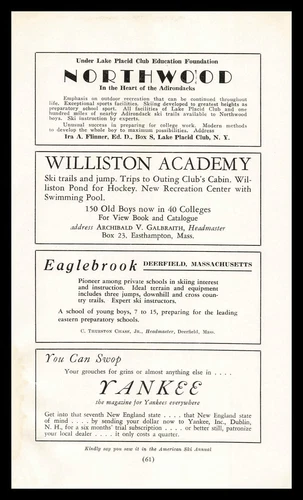 Under Lake Placid Club Education Foundation
NORTHWOOD
In the Heart of the Adirondacks
Emphasis on outdoor recreation that can be continued throughout
life. Exceptional sports facilities. Skiing developed to greatest heights as
preparatory school sport. All facilities of Lake Placid Club and one
hundred miles of nearby Adirondack ski trails available to Northwood
boys. Ski instruction by experts.
Unusual success in preparing for college work. Modern methods
to develop the whole boy to maximum possibilities. Address
Ira A. Flinner, Ed. D., Box S, Lake Placid Club, N. Y.
WILLISTON ACADEMY
Ski trails and jump. Trips to Outing Club's Cabin. Wil-
liston Pond for Hockey. New Recreation Center with
Swimming Pool.
150 Old Boys now in 40 Colleges
For View Book and Catalogue
address ARCHIBALD V. GALBRAITH, Headmaster
Box 23, Easthampton, Mass.
Eaglebrook DEERFIELD, MASSACHUSETTS
Pioneer among private schools in skiing interest
and instruction. Ideal terrain and equipment
includes three jumps, downhill and cross coun-
try trails. Expert ski instructors.
A school of young boys, 7 to 15, preparing for the leading
eastern preparatory schools.
C. THURSTON CHASE, JR., Headmaster, Deerfield, Mass.
You Can Swop
Your grouches for grins or almost anything else in . . . .
YANKEE
the magazine for Yankees everywhere
Get into that seventh New England state . . . . that New England state
of mind . . . . by sending your dollar now to Yankee, Inc., Dublin,
N. H., for a six months' trial subscription . . . . or better still, patronize
your local dealer . . . . it only costs a quarter.
Kindly say you saw it in the American Ski Annual
(61)